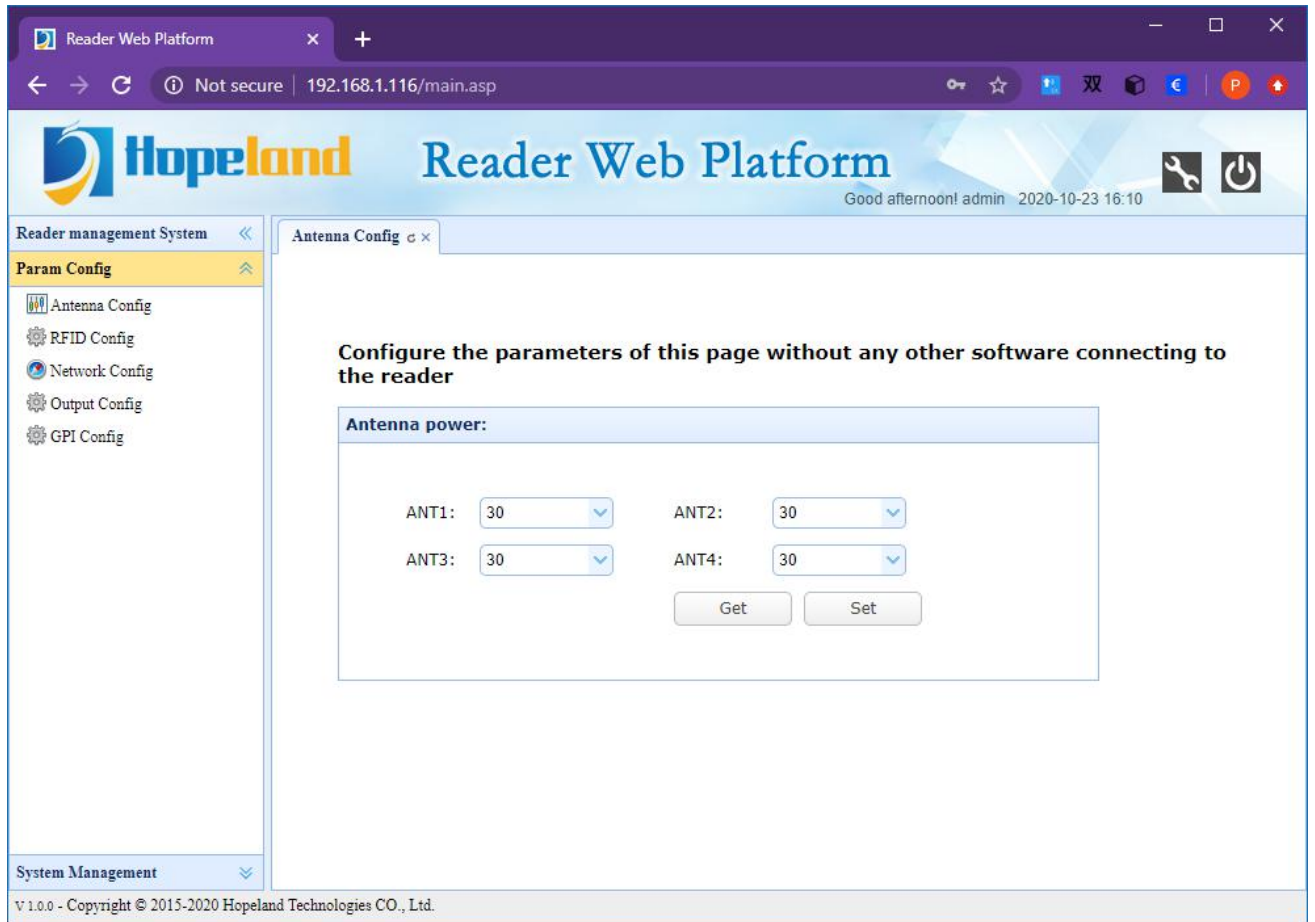 Reader Web Platform
Not secure | 192.168.1.116/main.asp
双
€
P
Hopeland
Reader Web Platform
Good afternoon! admin 2020-10-23 16:10
Reader management System
Antenna Config
Param Config
Antenna Config
RFID Config
Network Config
Output Config
GPI Config
Configure the parameters of this page without any other software connecting to
the reader
Antenna power:
ANT1: 30 ANT2: 30
ANT3: 30 ANT4: 30
Get Set
System Management
V 1.0.0 - Copyright © 2015-2020 Hopeland Technologies CO., Ltd.